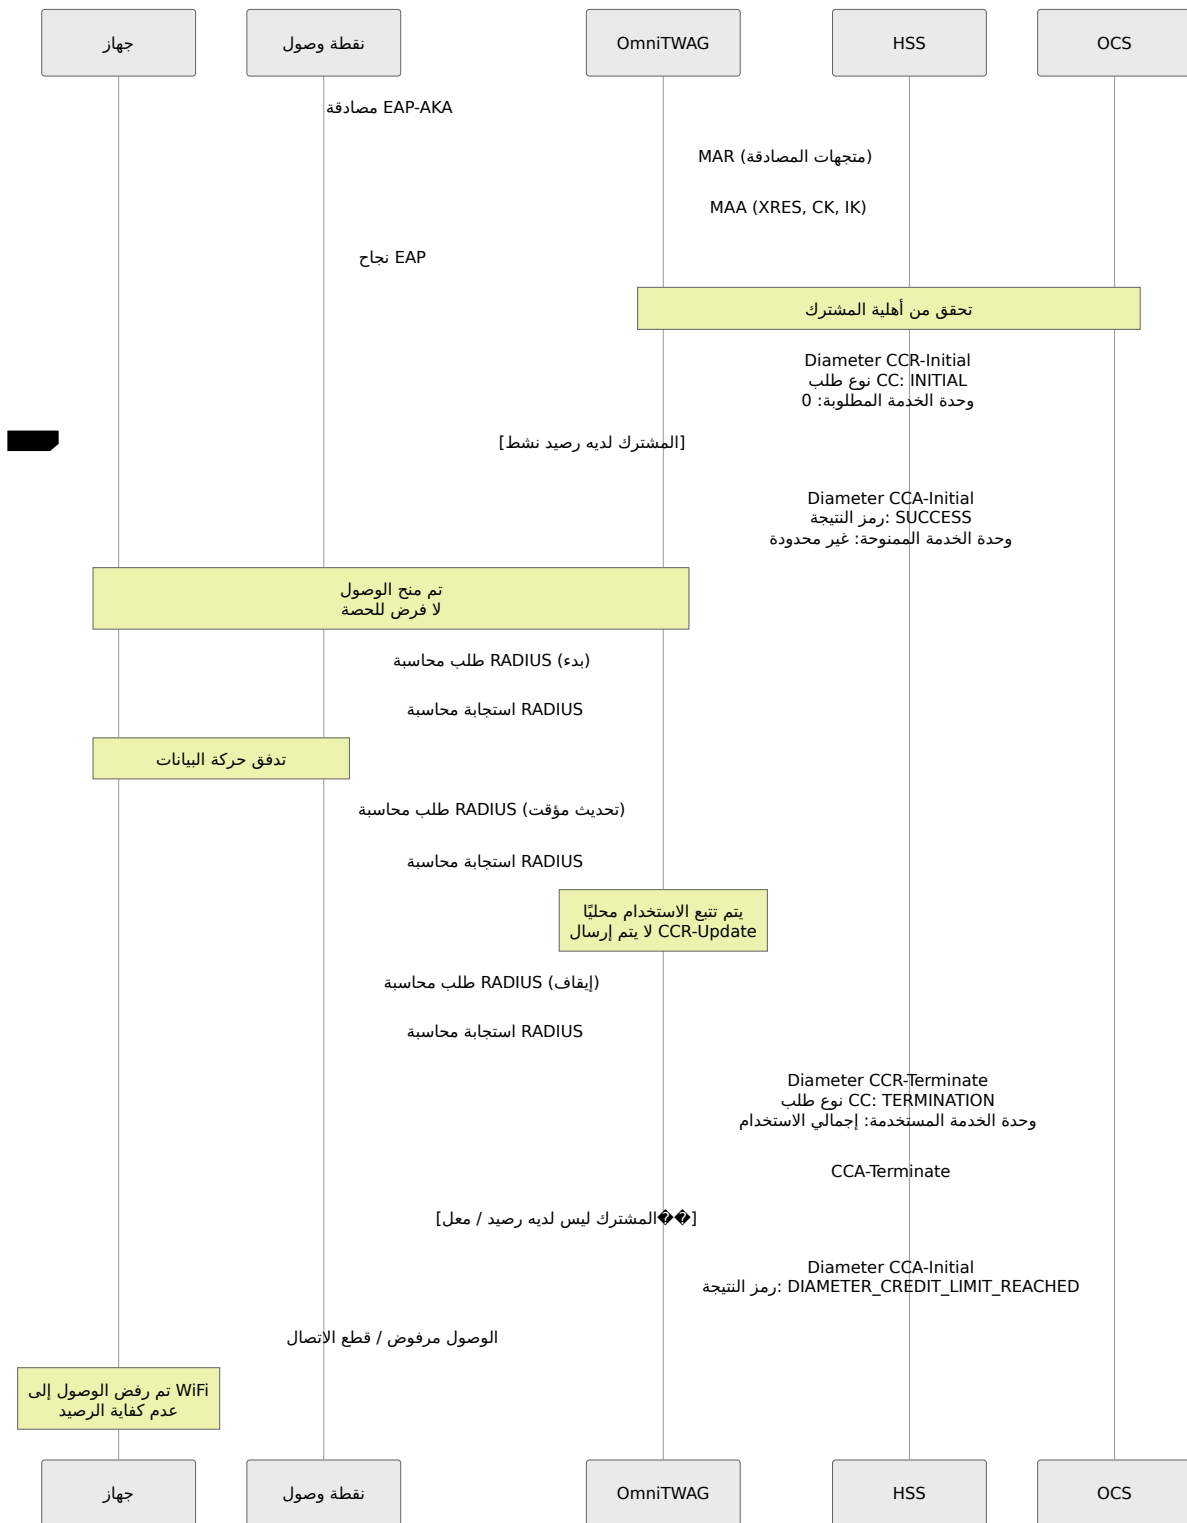 جهاز
نقطة وصول
OmniTWAG
HSS
OCS
مصادقة EAP-AKA
MAR (متجهات المصادقة)
MAA (XRES, CK, IK)
نجاح EAP
تحقق من أهلية المشترك
Diameter CCR-Initial
نوع طلب CC: INITIAL
وحدة الخدمة المطلوبة: 0
[المشترك لديه رصيد نشط]
Diameter CCA-Initial
رمز النتيجة: SUCCESS
وحدة الخدمة الممنوحة: غير محدودة
تم منح الوصول
لا فرض للحصة
طلب محاسبة RADIUS (بدء)
استجابة محاسبة RADIUS
تدفق حركة البيانات
طلب محاسبة RADIUS (تحديث مؤقت)
استجابة محاسبة RADIUS
يتم تتبع الاستخدام محليًا
لا يتم إرسال CCR-Update
طلب محاسبة RADIUS (إيقاف)
استجابة محاسبة RADIUS
Diameter CCR-Terminate
نوع طلب CC: TERMINATION
وحدة الخدمة المستخدمة: إجمالي الاستخدام
CCA-Terminate
[المشترك ليس لديه رصيد / معل��]
Diameter CCA-Initial
رمز النتيجة: DIAMETER_CREDIT_LIMIT_REACHED
الوصول مرفوض / قطع الاتصال
تم رفض الوصول إلى WiFi
عدم كفاية الرصيد
جهاز
نقطة وصول
OmniTWAG
HSS
OCS